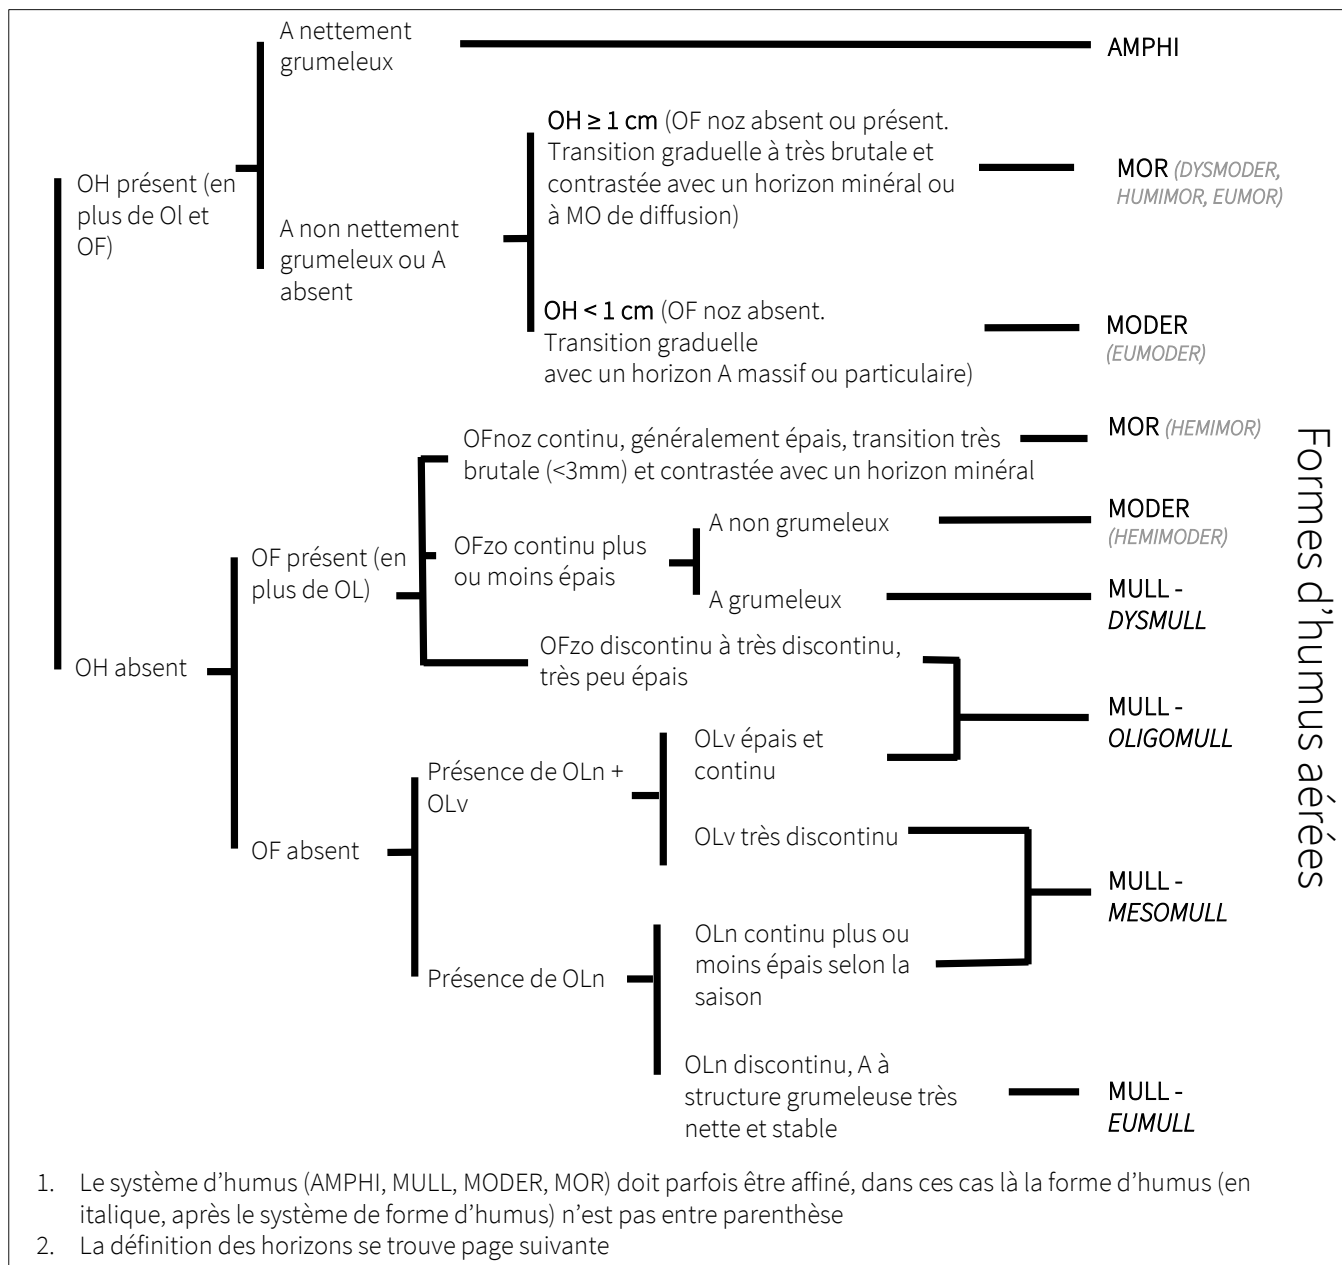 A nettement
grumeleux
AMPHI
OH présent (en
plus de Ol et
OF)
A non nettement
grumeleux ou A
absent
OH ≥ 1 cm (OF noz absent ou présent.
Transition graduelle à très brutale et
contrastée avec un horizon minéral ou
à MO de diffusion)
MOR (DYSMODER,
HUMIMOR, EUMOR)
OH < 1 cm (OF noz absent.
Transition graduelle
avec un horizon A massif ou particulaire)
MODER
(EUMODER)
OH absent
OF présent (en
plus de OL)
OFnoz continu, généralement épais, transition très
brutale (<3mm) et contrastée avec un horizon minéral
MOR (HEMIMOR)
OFzo continu plus
ou moins épais
A non grumeleux
MODER
(HEMIMODER)
A grumeleux
MULL -
DYSMULL
OFzo discontinu à très discontinu,
très peu épais
MULL -
OLIGOMULL
OF absent
Présence de OLn +
OLv
OLv épais et
continu
OLv très discontinu
MULL -
MESOMULL
Présence de OLn
OLn continu plus ou
moins épais selon la
saison
OLn discontinu, A à
structure grumeleuse très
nette et stable
MULL -
EUMULL
Formes d'humus aérées
1. Le système d'humus (AMPHI, MULL, MODER, MOR) doit parfois être affiné, dans ces cas là la forme d'humus (en
italique, après le système de forme d'humus) n'est pas entre parenthèse
2. La définition des horizons se trouve page suivante